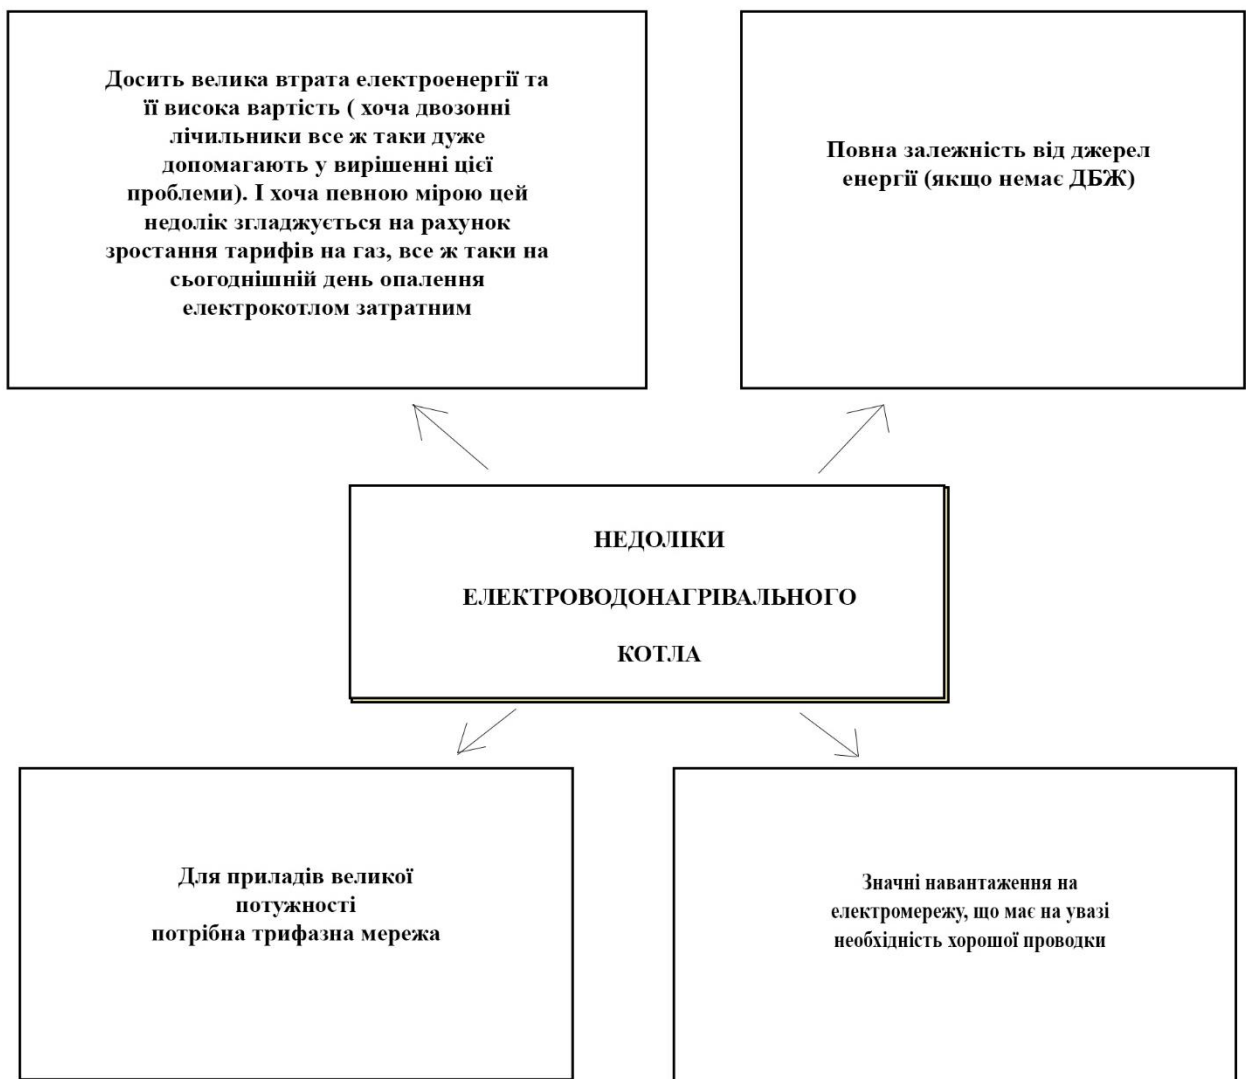 Досить велика втрата електроенергії та
її висока вартість ( хоча двозонні
лічильники все ж таки дуже
допомагають у вирішенні цієї
проблеми). І хоча певною мірою цей
недолік згладжується на рахунок
зростання тарифів на газ, все ж таки на
сьогоднішній день опалення
електрокотлом затратним
Повна залежність від джерел
енергії (якщо немає ДБЖ)
НЕДОЛІКИ
ЕЛЕКТРОВОДОНАГРІВАЛЬНОГО
КОТЛА
Для приладів великої
потужності
потрібна трифазна мережа
Значні навантаження на
електромережу, що має на увазі
необхідність хорошої проводки